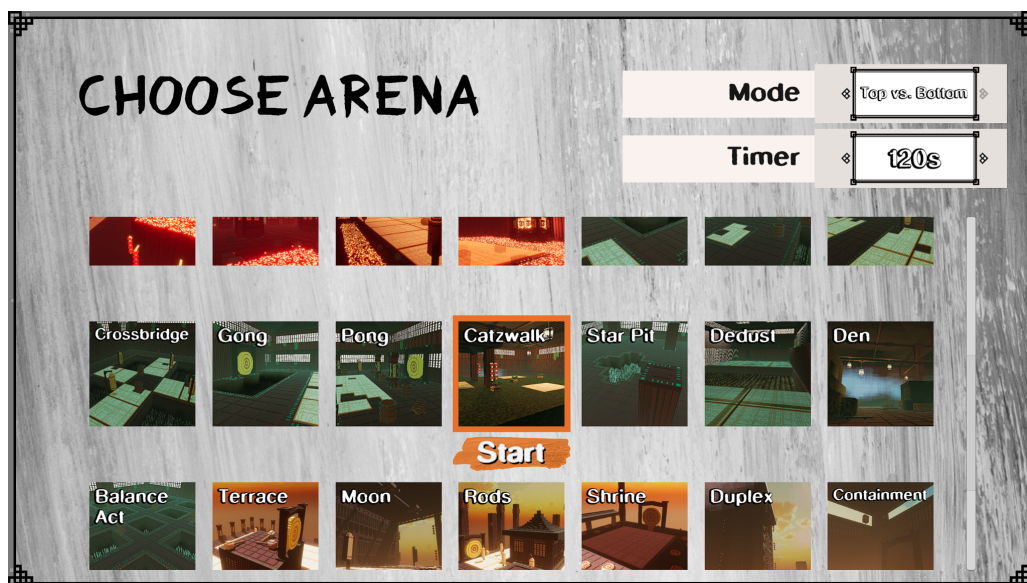 CHOOSE ARENA
Mode
Top vs. Bottom
Timer
120s
Crossbridge
Gong
Pong
Catzwalk
Star Pit
Dedust
Den
Start
Balance
Act
Terrace
Moon
Rods
Shrine
Duplex
Containment